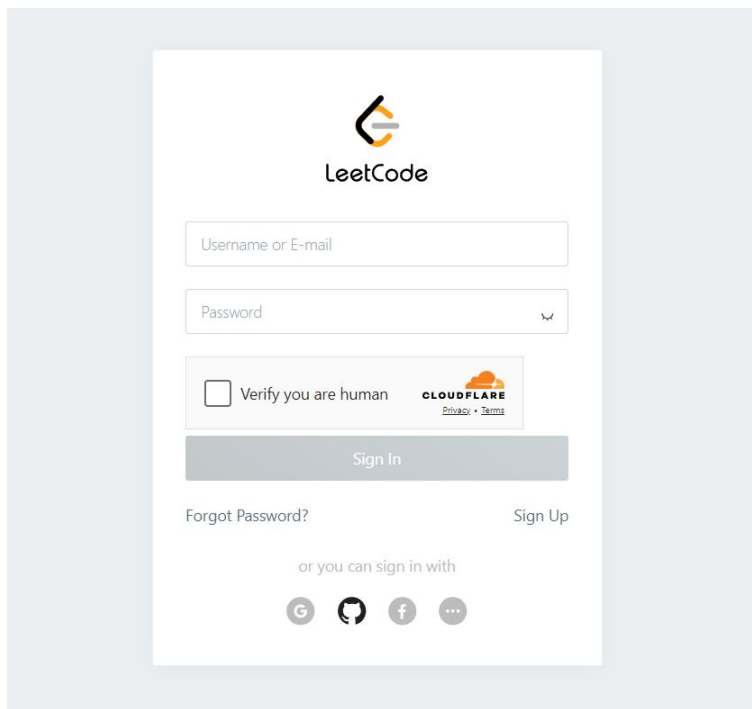 LeetCode
Username or E-mail
Password
Verify you are human
CLOUDFLARE
Privacy • Terms
Sign In
Forgot Password? Sign Up
or you can sign in with
G f